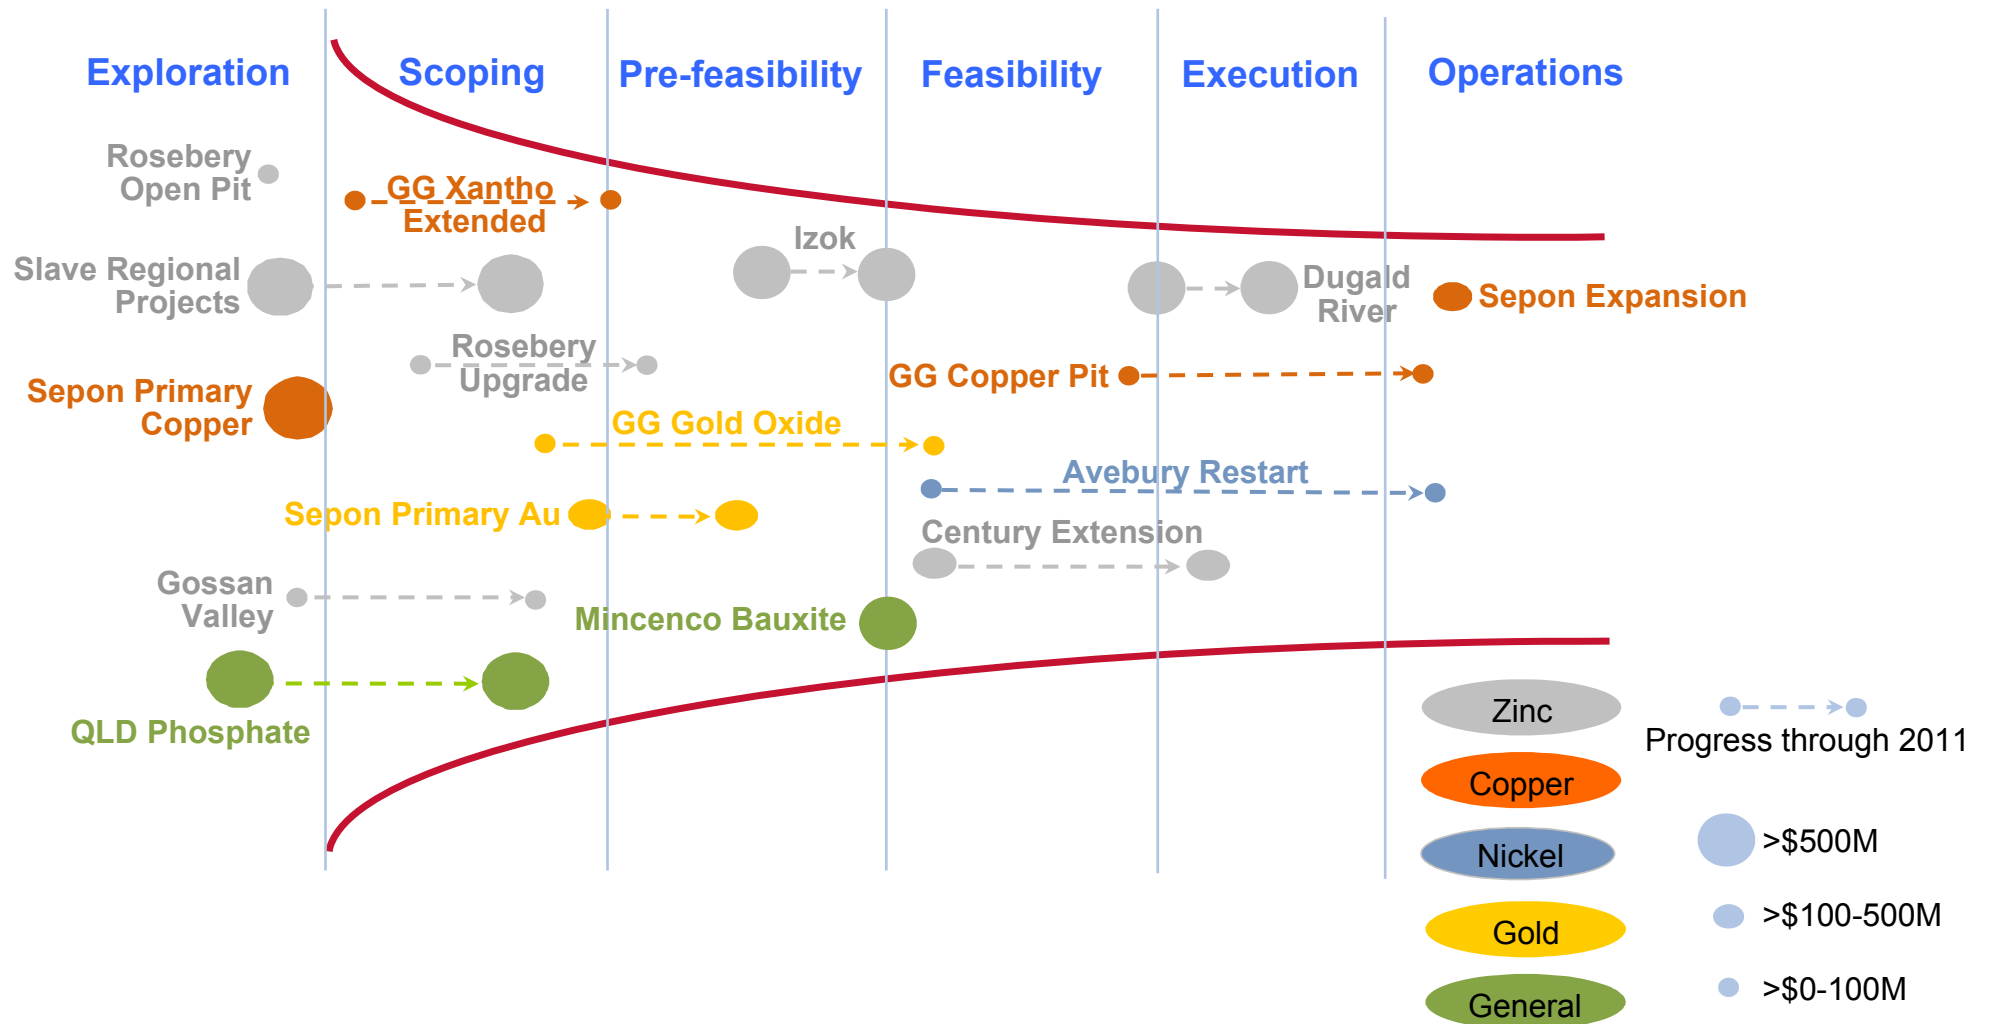 Exploration
Scoping
Pre-feasibility
Feasibility
Execution
Operations
Rosebery
Open Pit
GG Xantho
Extended
Izok
Slave Regional
Projects
Dugald
River
Sepon Expansion
Rosebery
Upgrade
GG Copper Pit
Sepon Primary
Copper
GG Gold Oxide
Avebury Restart
Sepon Primary Au
Century Extension
Gossan
Valley
Mincenco Bauxite
QLD Phosphate
Zinc
Copper
Nickel
Gold
General
Progress through 2011
>$500M
>$100-500M
>$0-100M